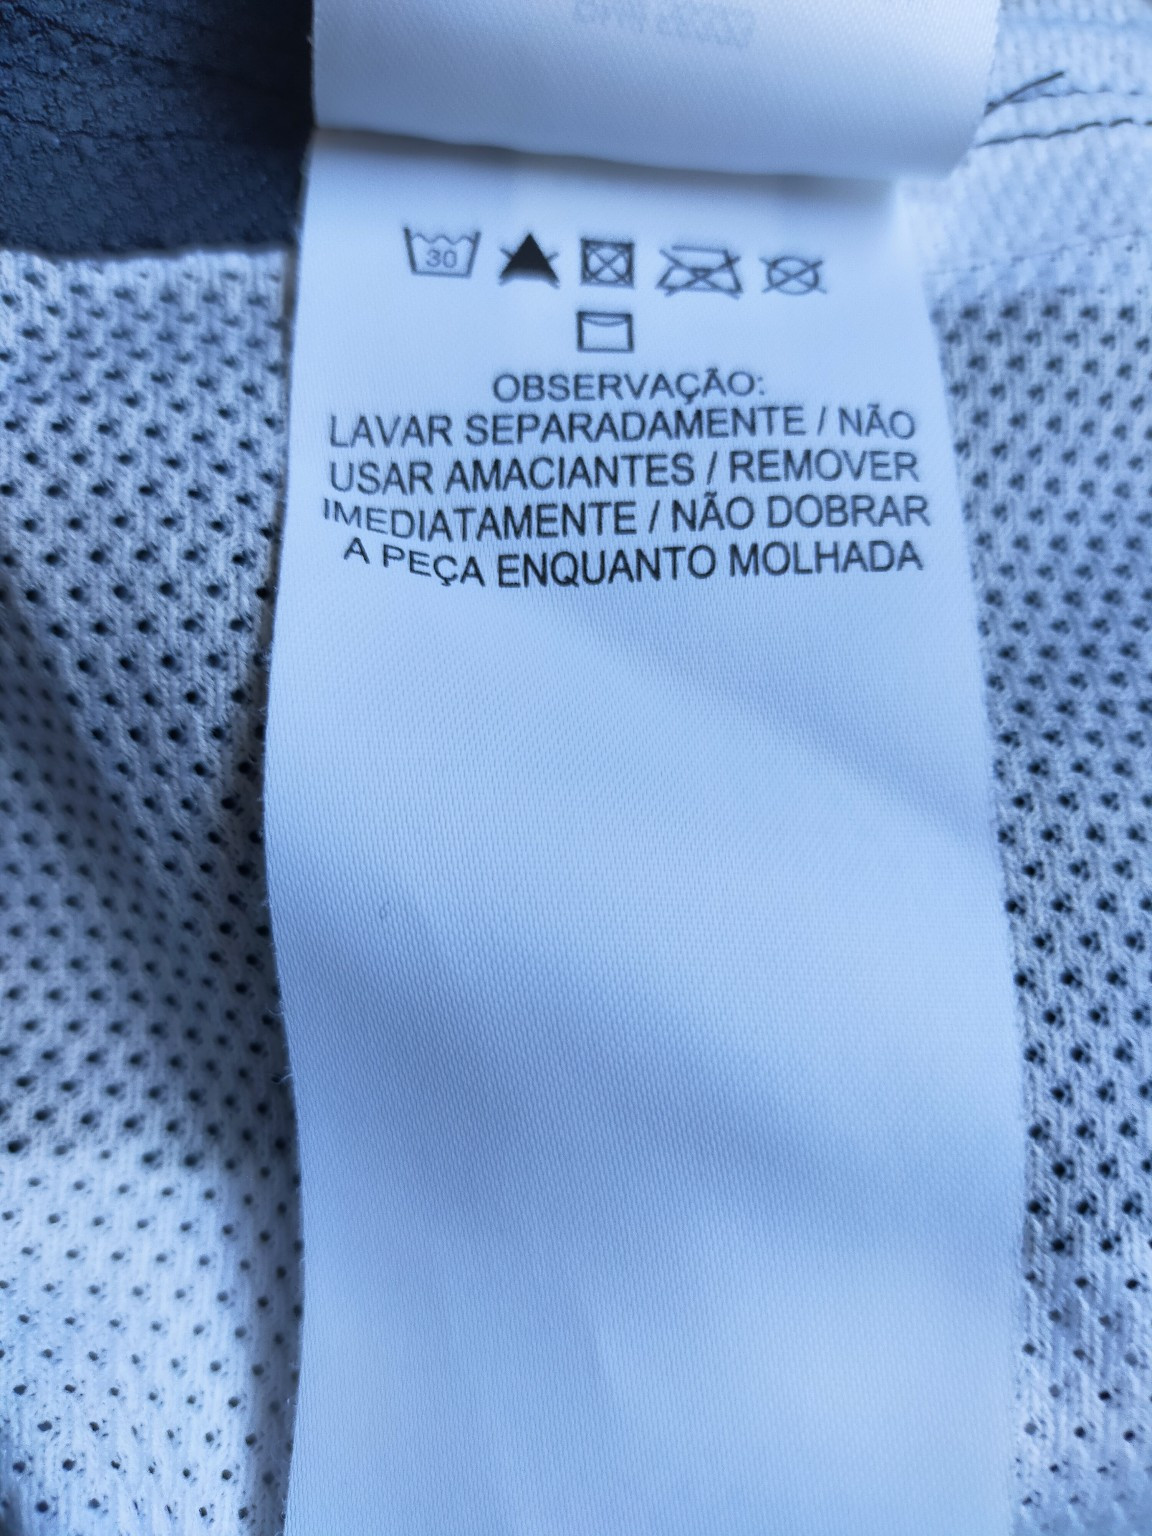 30
OBSERVAÇÃO:
LAVAR SEPARADAMENTE / NÃO
USAR AMACIANTES / REMOVER
IMEDIATAMENTE / NÃO DOBRAR
A PEÇA ENQUANTO MOLHADA